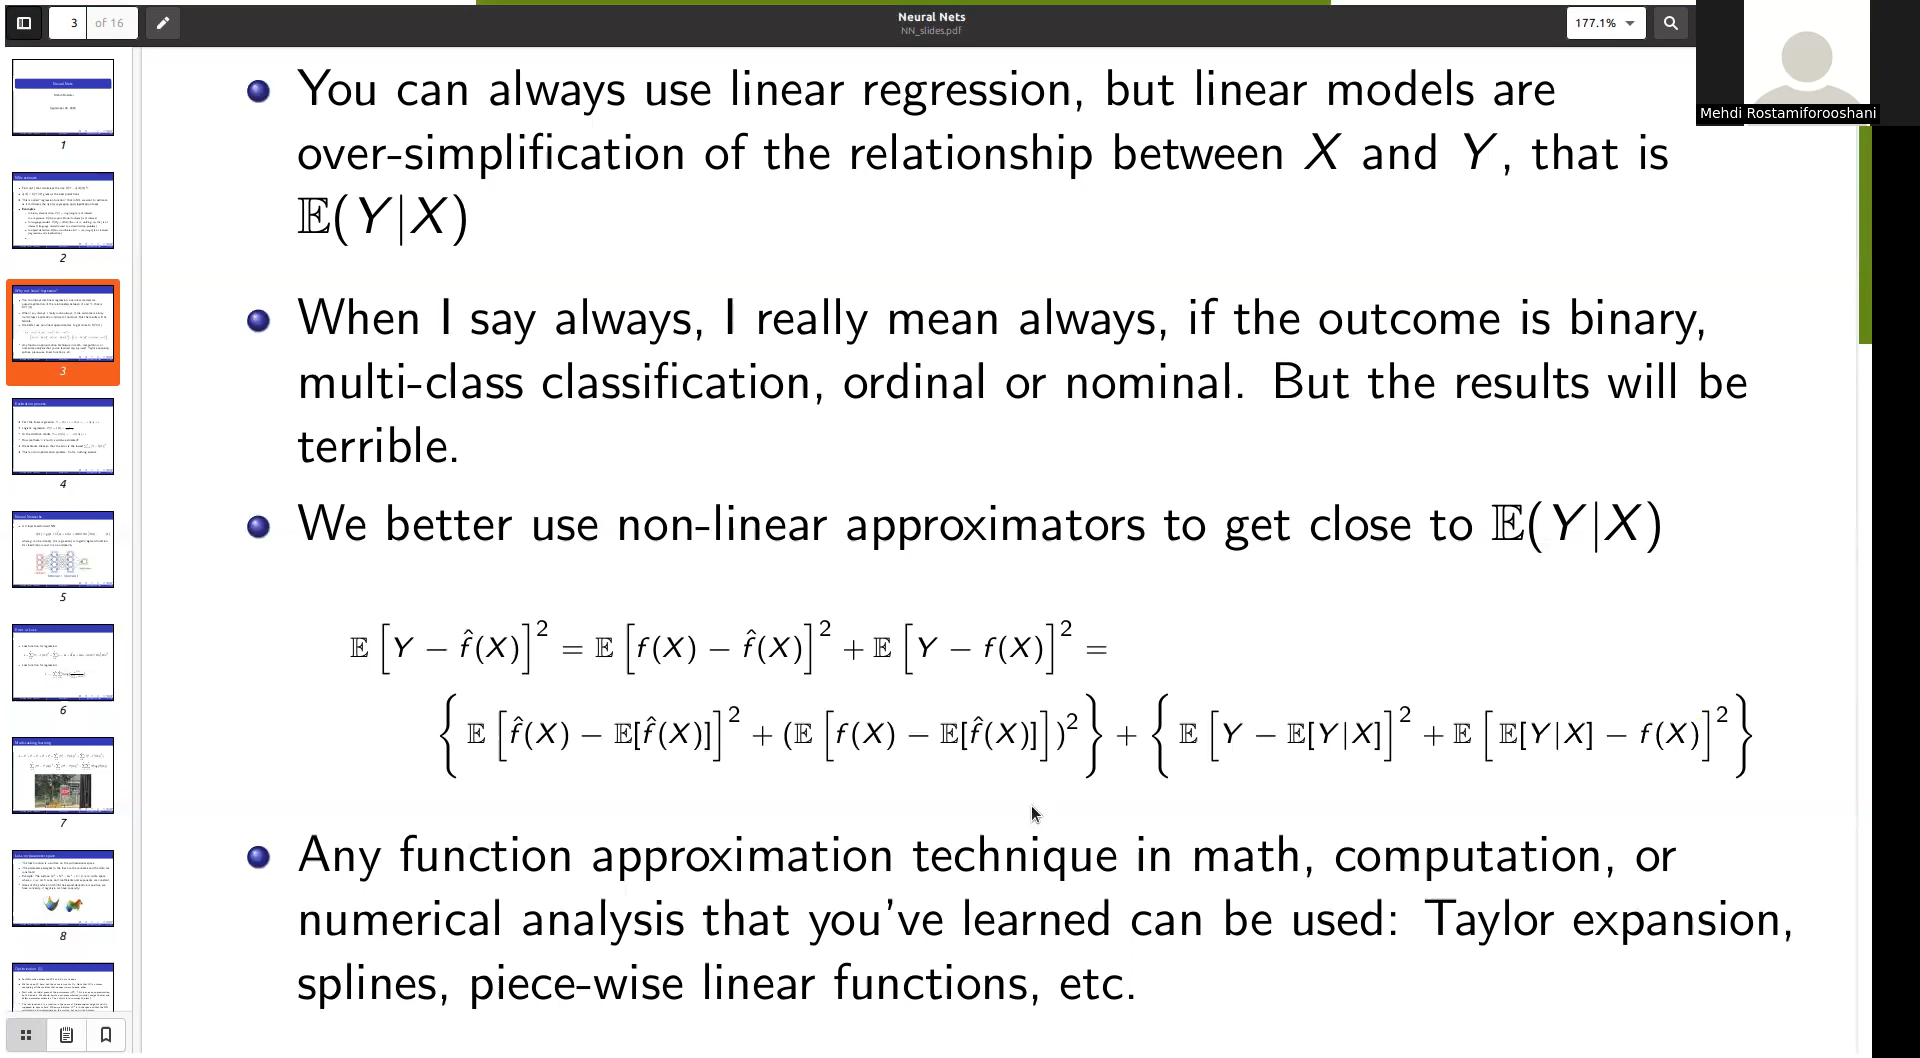 3 of 16
Neural Nets
NN_slides.pdf
177.1%
Mehdi Rostamiforooshani
You can always use linear regression, but linear models are
over-simplification of the relationship between X and Y, that is
𝔼(Y|X)
When I say always, I really mean always, if the outcome is binary,
multi-class classification, ordinal or nominal. But the results will be
terrible.
We better use non-linear approximators to get close to 𝔼(Y|X)
𝔼[Y − f̂(X)]² = 𝔼[f(X) − f̂(X)]² + 𝔼[Y − f(X)]² =
{𝔼[f̂(X) − 𝔼[f̂(X)]]² + (𝔼[f(X) − 𝔼[f̂(X)]])²} + {𝔼[Y − 𝔼[Y|X]]² + 𝔼[𝔼[Y|X] − f(X)]²}
Any function approximation technique in math, computation, or
numerical analysis that you've learned can be used: Taylor expansion,
splines, piece-wise linear functions, etc.
Neural Nets
1
2
3
4
Neural Networks
5
6
7
8